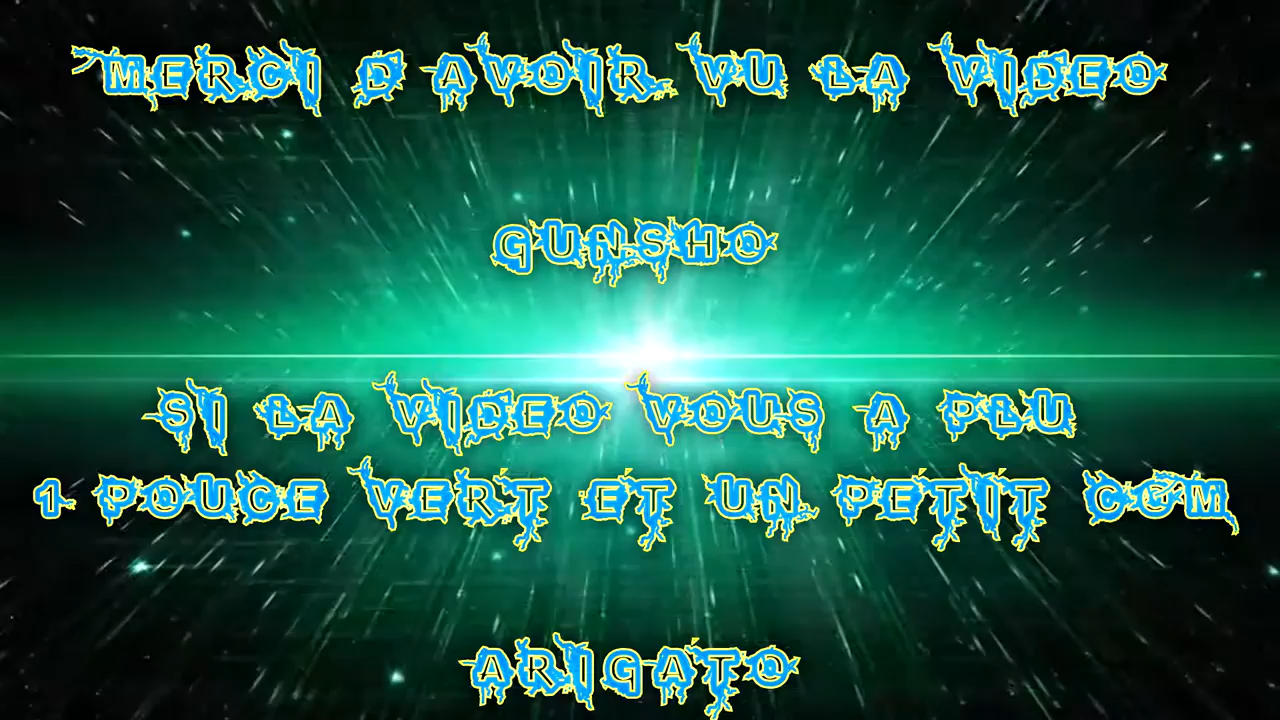 MERCI D AVOIR VU LA VIDEO
GUNSHO
SI LA VIDEO VOUS A PLU
1 POUCE VERT ET UN PETIT COM
ARIGATO